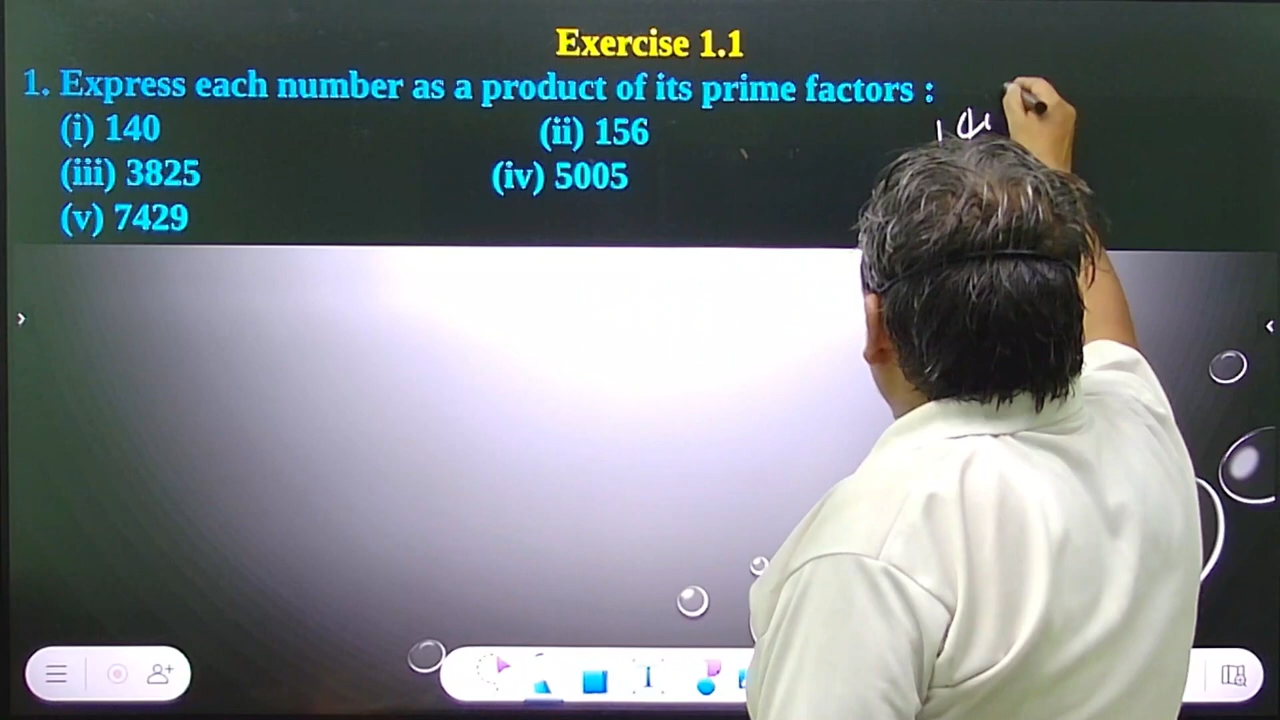 Exercise 1.1
1. Express each number as a product of its prime factors :
(i) 140 (ii) 156
(iii) 3825 (iv) 5005
(v) 7429
14